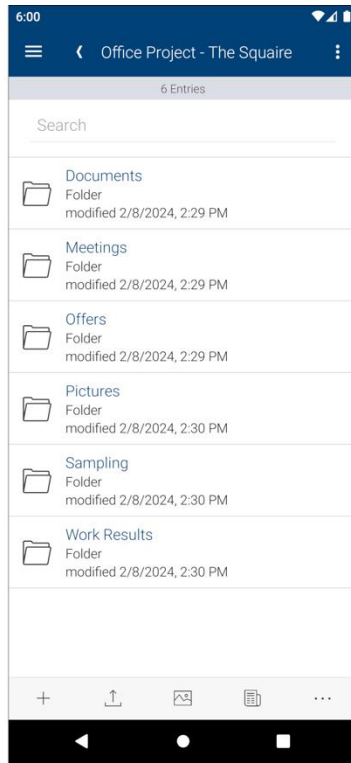 6:00
Office Project - The Squaire
6 Entries
Search
Documents
Folder
modified 2/8/2024, 2:29 PM
Meetings
Folder
modified 2/8/2024, 2:29 PM
Offers
Folder
modified 2/8/2024, 2:29 PM
Pictures
Folder
modified 2/8/2024, 2:30 PM
Sampling
Folder
modified 2/8/2024, 2:30 PM
Work Results
Folder
modified 2/8/2024, 2:30 PM